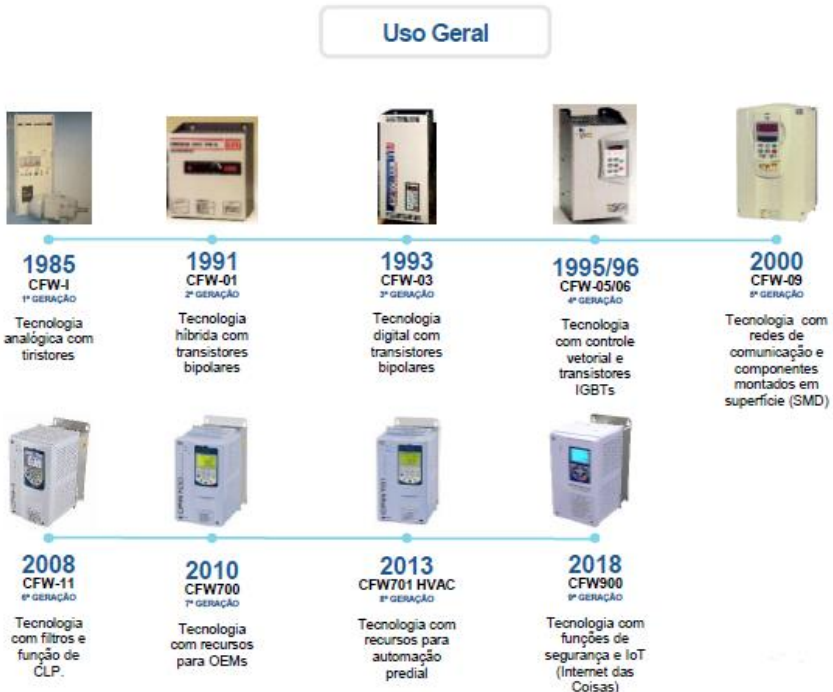 Uso Geral
1985
CFW-I
1ª GERAÇÃO
Tecnologia
analógica com
tiristores
1991
CFW-01
2ª GERAÇÃO
Tecnologia
híbrida com
transistores
bipolares
1993
CFW-03
3ª GERAÇÃO
Tecnologia
digital com
transistores
bipolares
1995/96
CFW-05/06
4ª GERAÇÃO
Tecnologia
com controle
vetorial e
transistores
IGBTs
2000
CFW-09
5ª GERAÇÃO
Tecnologia com
redes de
comunicação e
componentes
montados em
superfície (SMD)
2008
CFW-11
6ª GERAÇÃO
Tecnologia
com filtros e
função de
CLP.
2010
CFW700
7ª GERAÇÃO
Tecnologia
com recursos
para OEMs
2013
CFW701 HVAC
8ª GERAÇÃO
Tecnologia com
recursos para
automação
predial
2018
CFW900
9ª GERAÇÃO
Tecnologia com
funções de
segurança e IoT
(Internet das
Coisas)